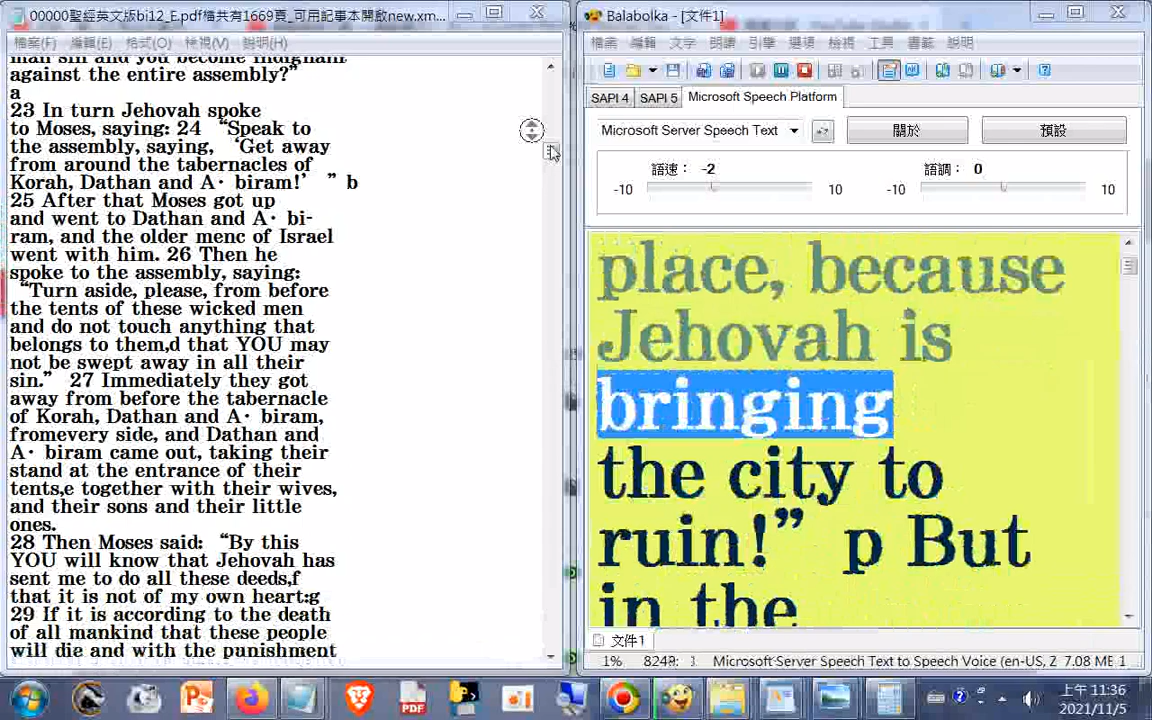 00000聖經英文版bi12_E.pdf檔共有1669頁_可用記事本開啟new.xm...
檔案(F) 編輯(E) 格式(O) 檢視(V) 說明(H)
man sin and you become indignant
against the entire assembly?”
a
23 In turn Jehovah spoke
to Moses, saying: 24 “Speak to
the assembly, saying, ‘Get away
from around the tabernacles of
Korah, Dathan and A· biram!’ ” b
25 After that Moses got up
and went to Dathan and A· bi-
ram, and the older menc of Israel
went with him. 26 Then he
spoke to the assembly, saying:
“Turn aside, please, from before
the tents of these wicked men
and do not touch anything that
belongs to them,d that YOU may
not be swept away in all their
sin.” 27 Immediately they got
away from before the tabernacle
of Korah, Dathan and A· biram,
fromevery side, and Dathan and
A· biram came out, taking their
stand at the entrance of their
tents,e together with their wives,
and their sons and their little
ones.
28 Then Moses said: “By this
YOU will know that Jehovah has
sent me to do all these deeds,f
that it is not of my own heart:g
29 If it is according to the death
of all mankind that these people
will die and with the punishment
Balabolka - [文件1]
檔案 編輯 文字 朗讀 引擎 選項 檢視 工具 書籤 說明
SAPI 4 SAPI 5 Microsoft Speech Platform
Microsoft Server Speech Text 關於 預設
語速： -2 語調： 0
-10 10 -10 10
place, because
Jehovah is
bringing
the city to
ruin!” p But
in the
文件1
1% Microsoft Server Speech Text to Speech Voice (en-US, Z 7.08 ME 1
上午 11:36
2021/11/5